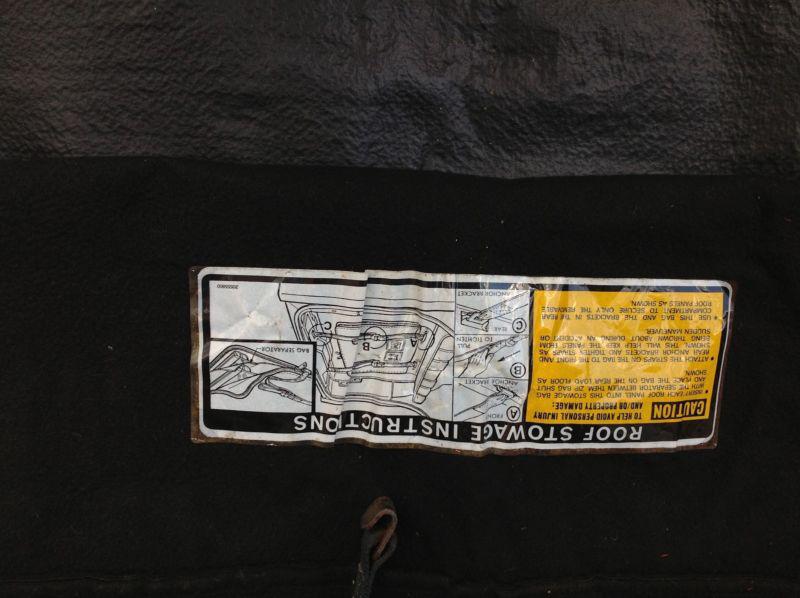 ROOF STOWAGE INSTRUCTIONS
CAUTION
TO HELP AVOID PERSONAL INJURY
AND/OR PROPERTY DAMAGE:
• INSERT EACH ROOF PANEL INTO THIS STOWAGE BAG
WITH THE SEPARATOR BETWEEN THEM. ZIP BAG SHUT
AND PLACE THE BAG ON THE REAR LOAD FLOOR AS
SHOWN
• ATTACH THE STRAPS ON THE BAG TO THE FRONT AND
REAR ANCHOR BRACKETS AND TIGHTEN STRAPS AS
SHOWN. THIS WILL HELP KEEP THE PANELS FROM
BEING THROWN ABOUT DURING AN ACCIDENT OR
SUDDEN MANEUVER.
• USE THIS BAG AND THE BRACKETS IN THE REAR
COMPARTMENT TO SECURE ONLY THE REMOVABLE
ROOF PANELS AS SHOWN.
A
FRONT
ANCHOR BRACKET
B
PULL
TO TIGHTEN
C
REAR
ANCHOR BRACKET
A
B
C
BAG SEPARATOR